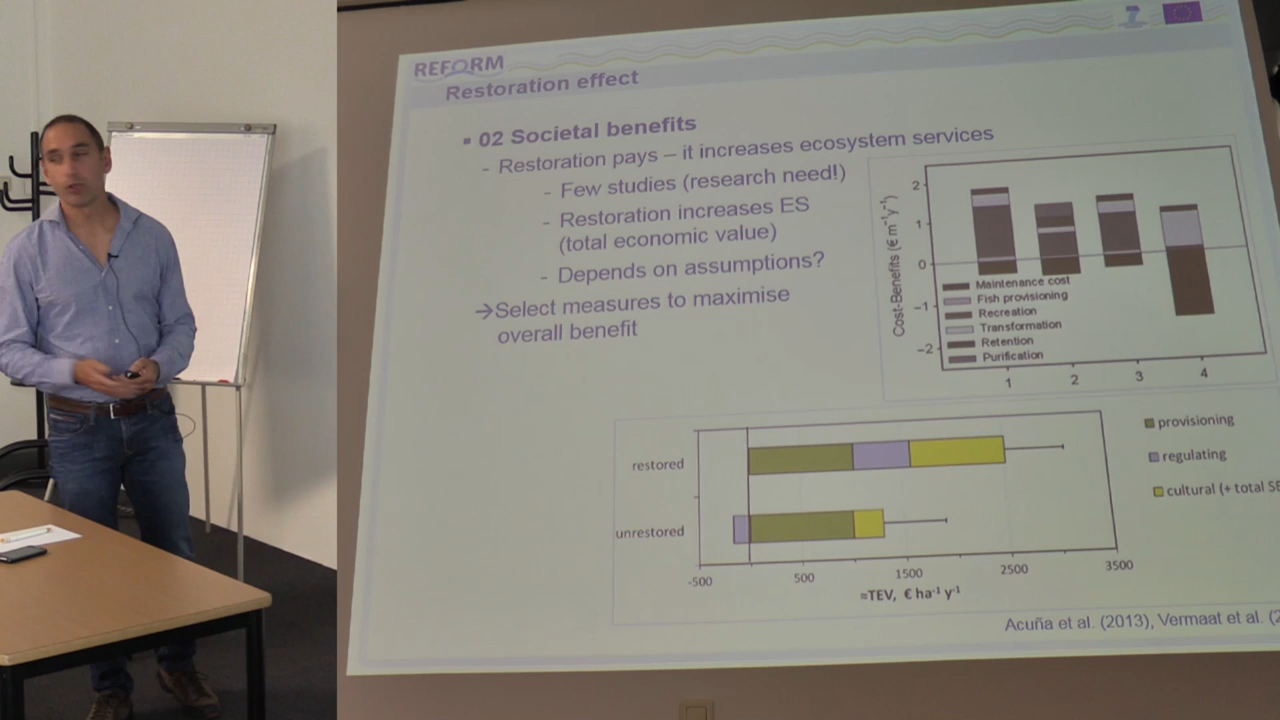 REFORM
Restoration effect
▪ 02 Societal benefits
- Restoration pays – it increases ecosystem services
- Few studies (research need!)
- Restoration increases ES
(total economic value)
- Depends on assumptions?
→Select measures to maximise
overall benefit
Cost-Benefits (€ m⁻¹y⁻¹)
2
1
0
−1
−2
Maintenance cost
Fish provisioning
Recreation
Transformation
Retention
Purification
1 2 3 4
restored
unrestored
-500 500 1500 2500 3500
≈TEV, € ha⁻¹ y⁻¹
provisioning
regulating
cultural (+ total SE
Acuña et al. (2013), Vermaat et al. (2